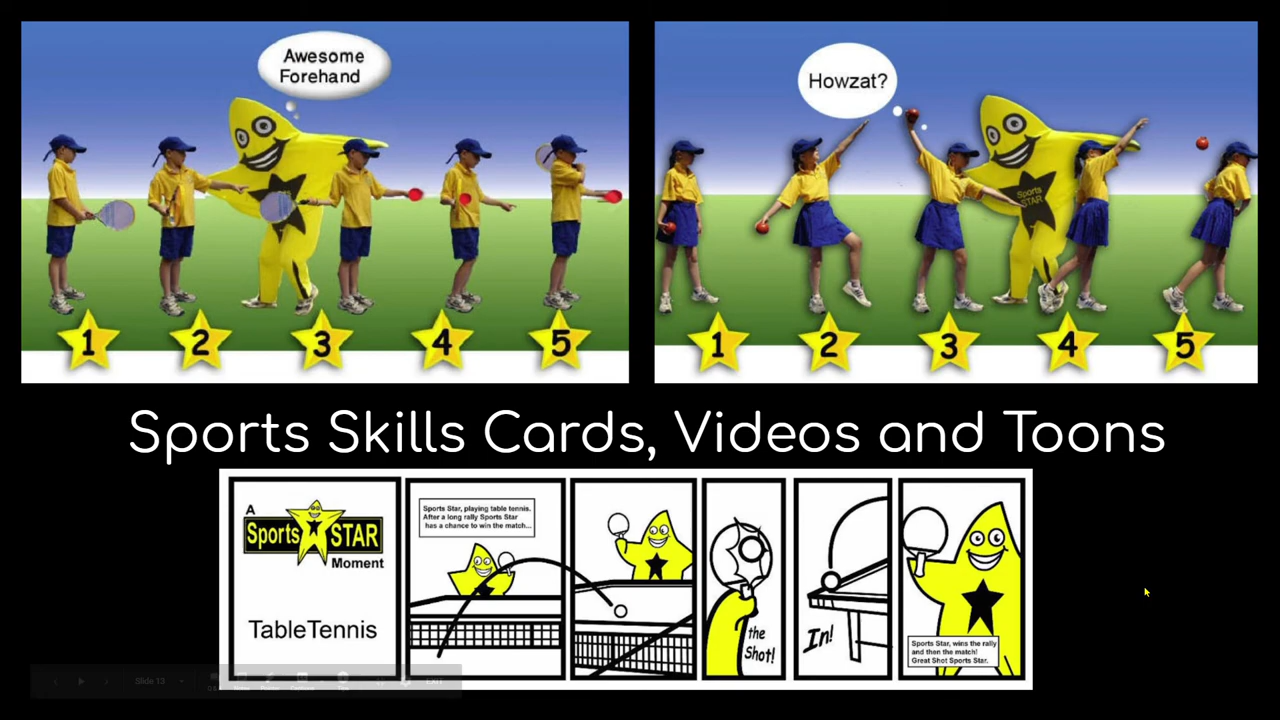 Awesome
Forehand
1 2 3 4 5
Howzat?
Sports
STAR
1 2 3 4 5
Sports Skills Cards, Videos and Toons
A
Sports STAR
Moment
TableTennis
Sports Star, playing table tennis.
After a long rally Sports Star
has a chance to win the match...
the
Shot!
In!
Sports Star, wins the rally
and then the match!
Great Shot Sports Star.
Slide 13
EXIT